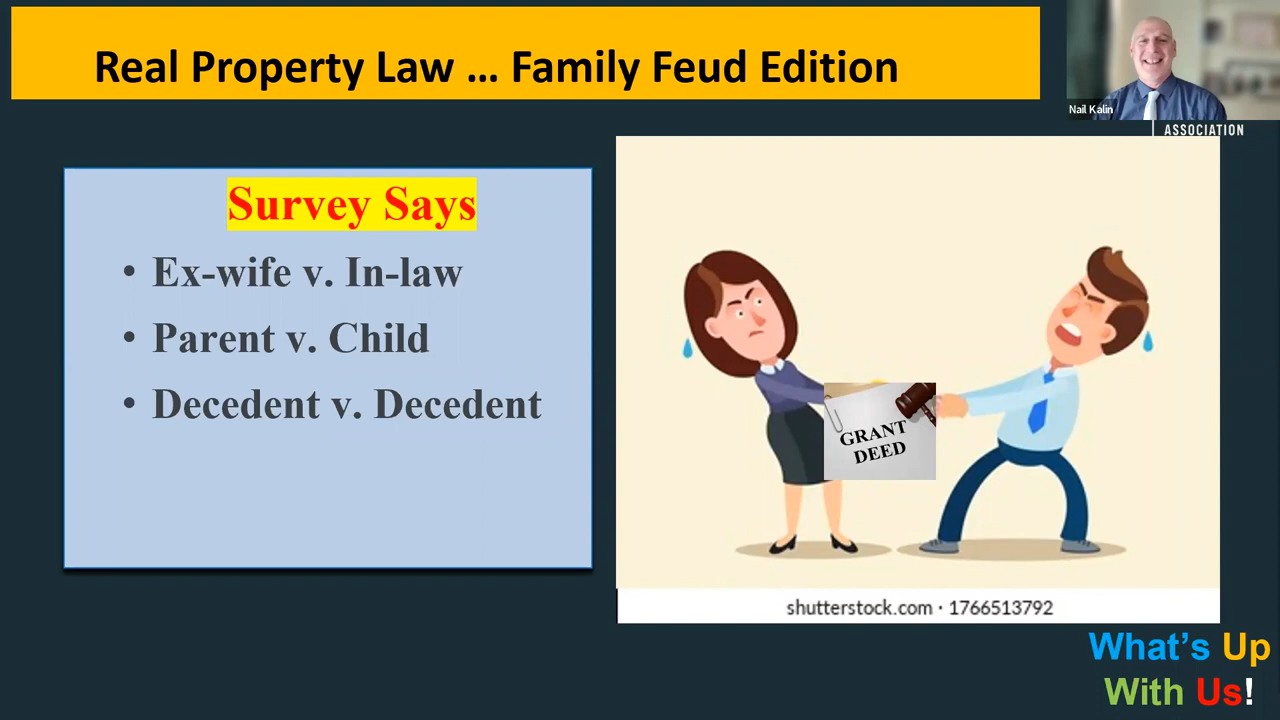 Real Property Law … Family Feud Edition
Nail Kalin
ASSOCIATION
Survey Says
• Ex-wife v. In-law
• Parent v. Child
• Decedent v. Decedent
GRANT
DEED
shutterstock.com · 1766513792
What's Up
With Us!